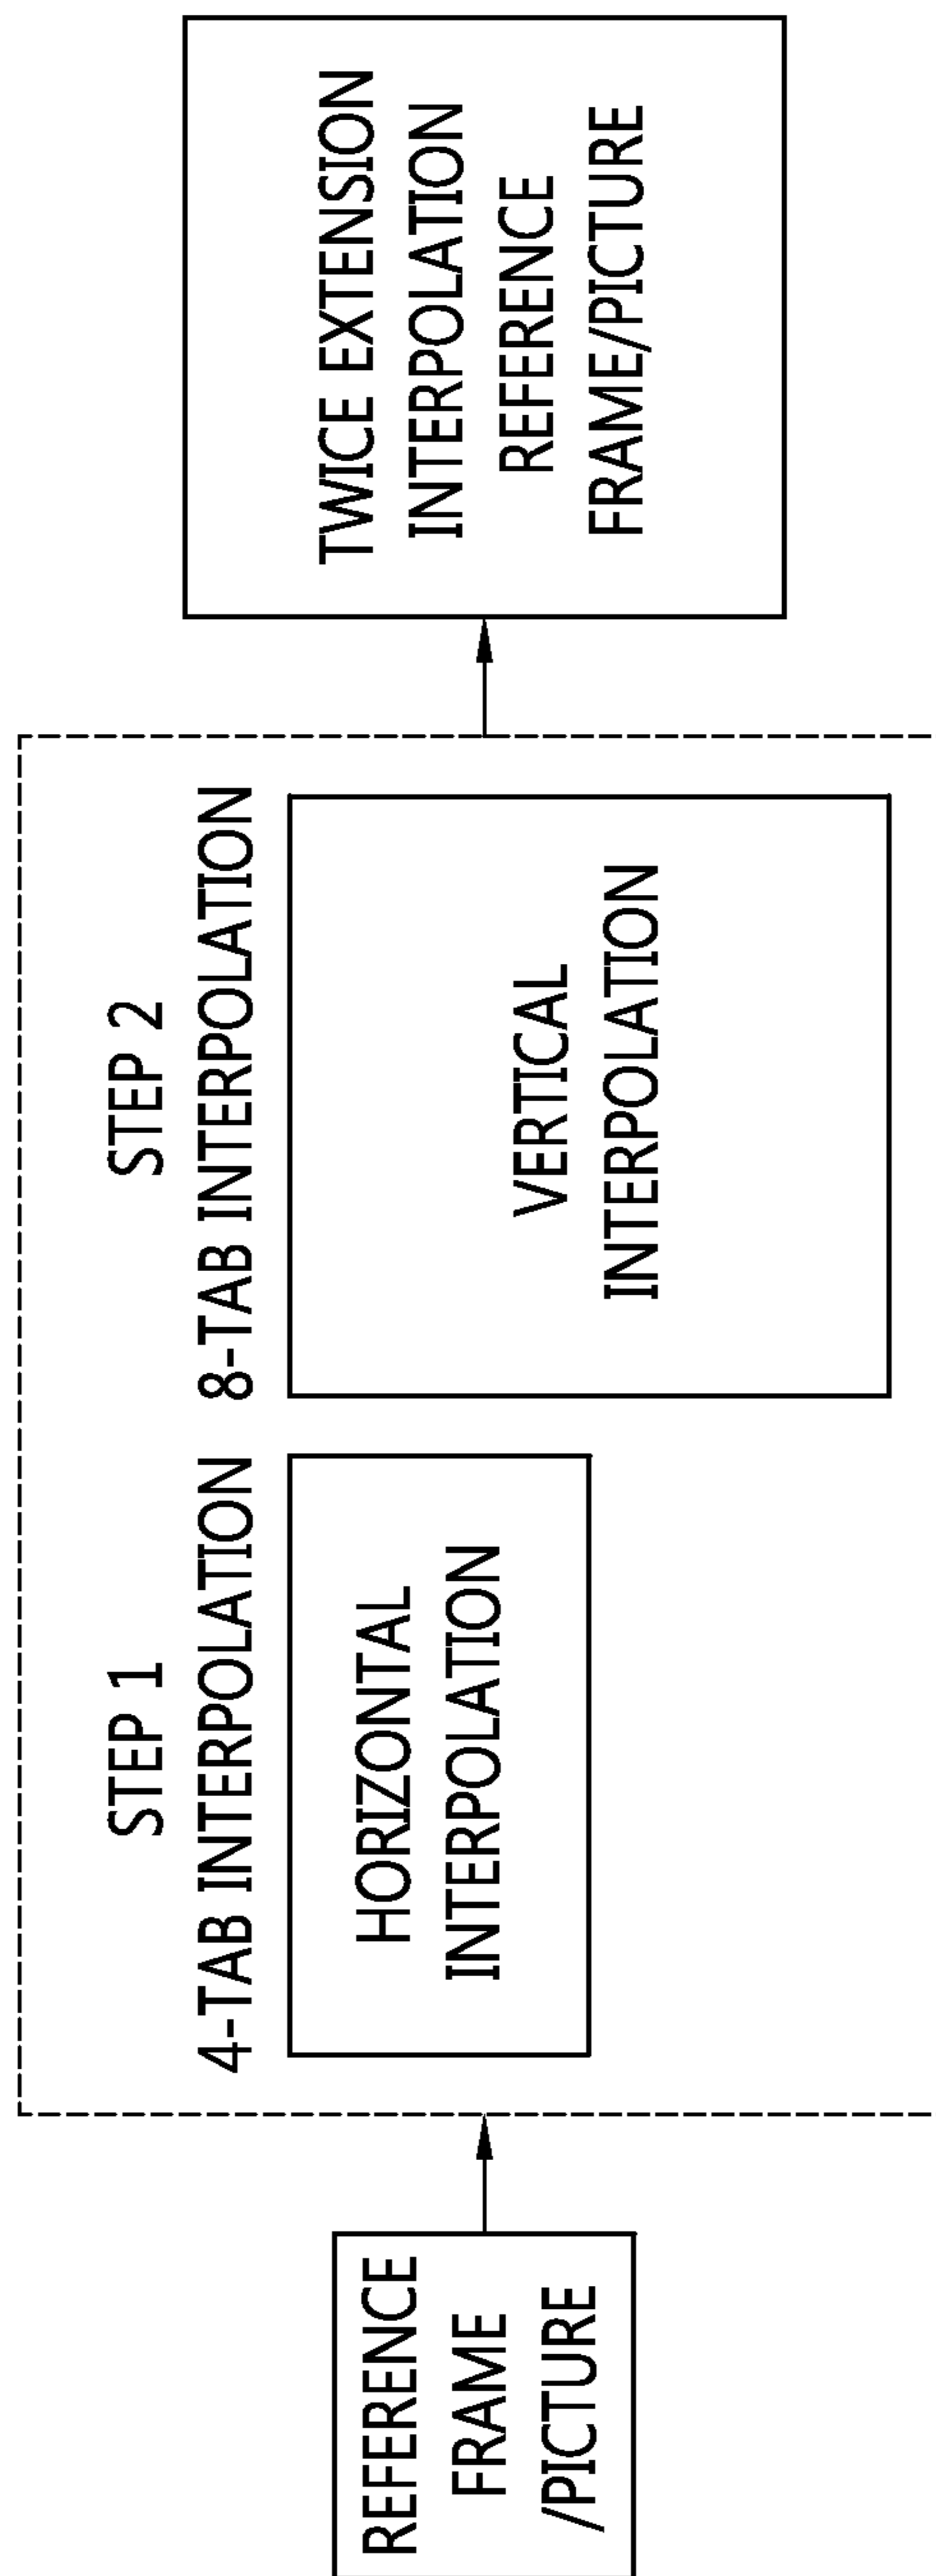 REFERENCE
FRAME
/PICTURE
STEP 1
4-TAB INTERPOLATION
HORIZONTAL
INTERPOLATION
STEP 2
8-TAB INTERPOLATION
VERTICAL
INTERPOLATION
TWICE EXTENSION
INTERPOLATION
REFERENCE
FRAME/PICTURE